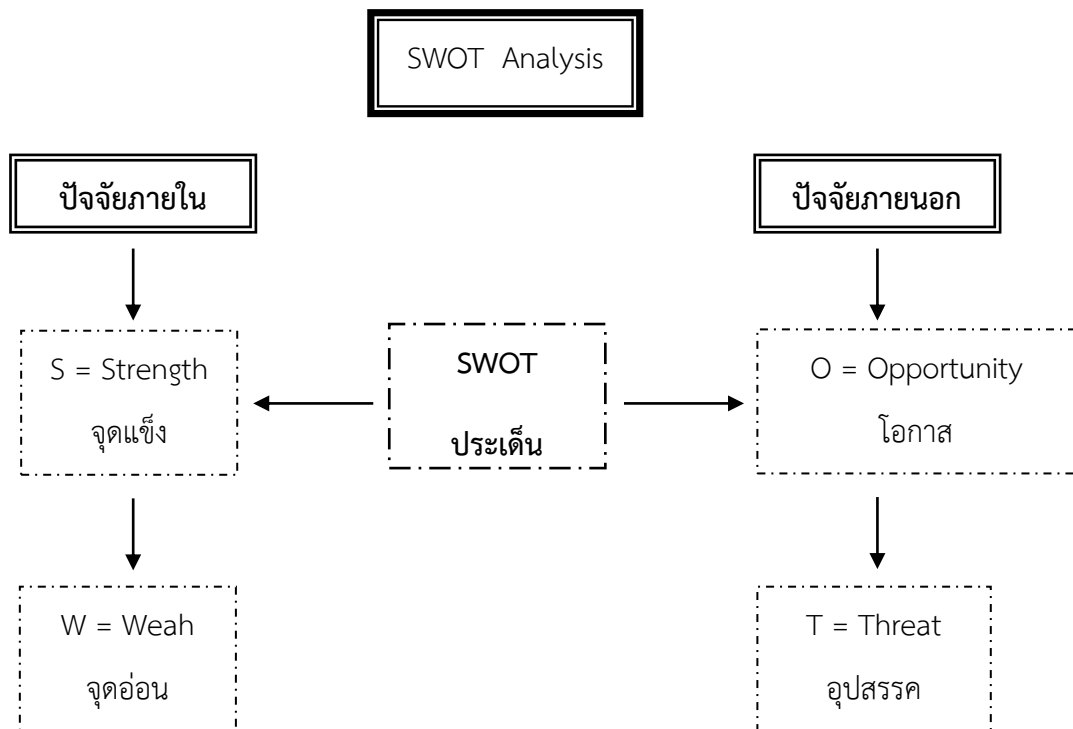 SWOT Analysis
ปัจจัยภายใน
ปัจจัยภายนอก
S = Strength
จุดแข็ง
SWOT
ประเด็น
O = Opportunity
โอกาส
W = Weah
จุดอ่อน
T = Threat
อุปสรรค